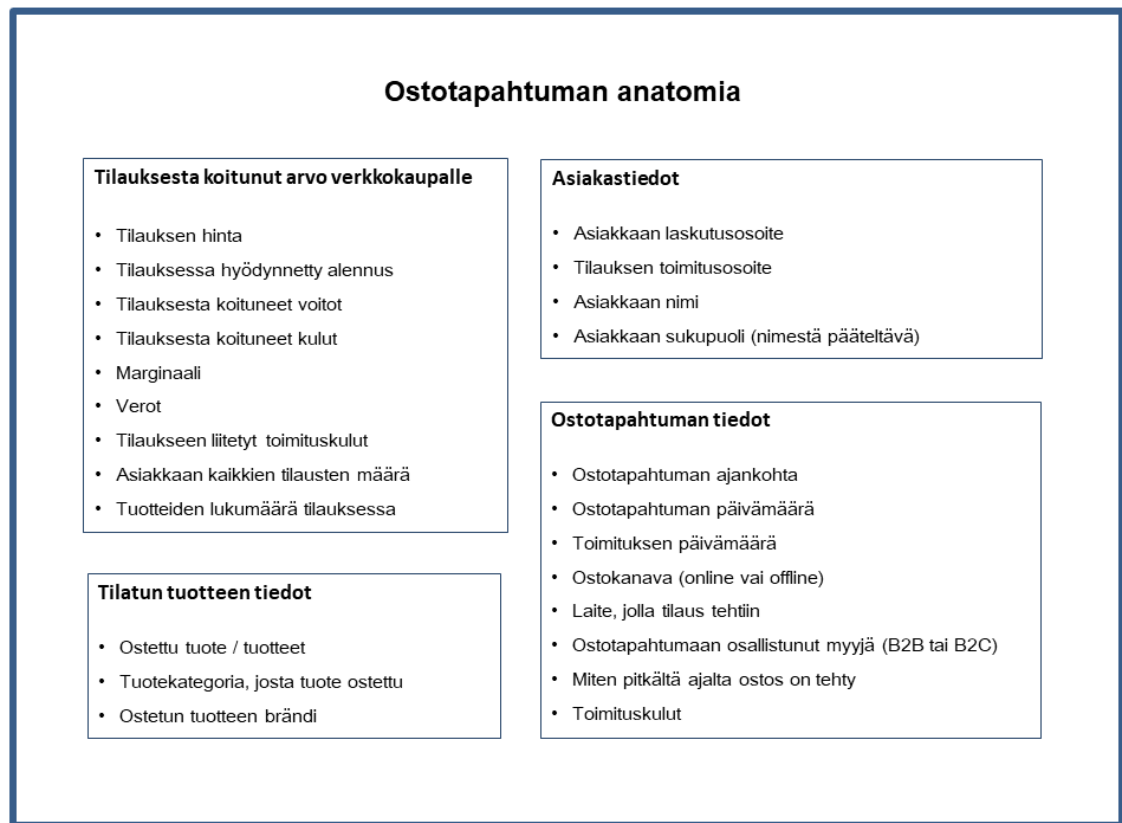 Ostotapahtuman anatomia
Tilauksesta koitunut arvo verkkokaupalle
• Tilauksen hinta
• Tilauksessa hyödynnetty alennus
• Tilauksesta koituneet voitot
• Tilauksesta koituneet kulut
• Marginaali
• Verot
• Tilaukseen liitetyt toimituskulut
• Asiakkaan kaikkien tilausten määrä
• Tuotteiden lukumäärä tilauksessa
Tilatun tuotteen tiedot
• Ostettu tuote / tuotteet
• Tuotekategoria, josta tuote ostettu
• Ostetun tuotteen brändi
Asiakastiedot
• Asiakkaan laskutusosoite
• Tilauksen toimitusosoite
• Asiakkaan nimi
• Asiakkaan sukupuoli (nimestä pääteltävä)
Ostotapahtuman tiedot
• Ostotapahtuman ajankohta
• Ostotapahtuman päivämäärä
• Toimituksen päivämäärä
• Ostokanava (online vai offline)
• Laite, jolla tilaus tehtiin
• Ostotapahtumaan osallistunut myyjä (B2B tai B2C)
• Miten pitkältä ajalta ostos on tehty
• Toimituskulut